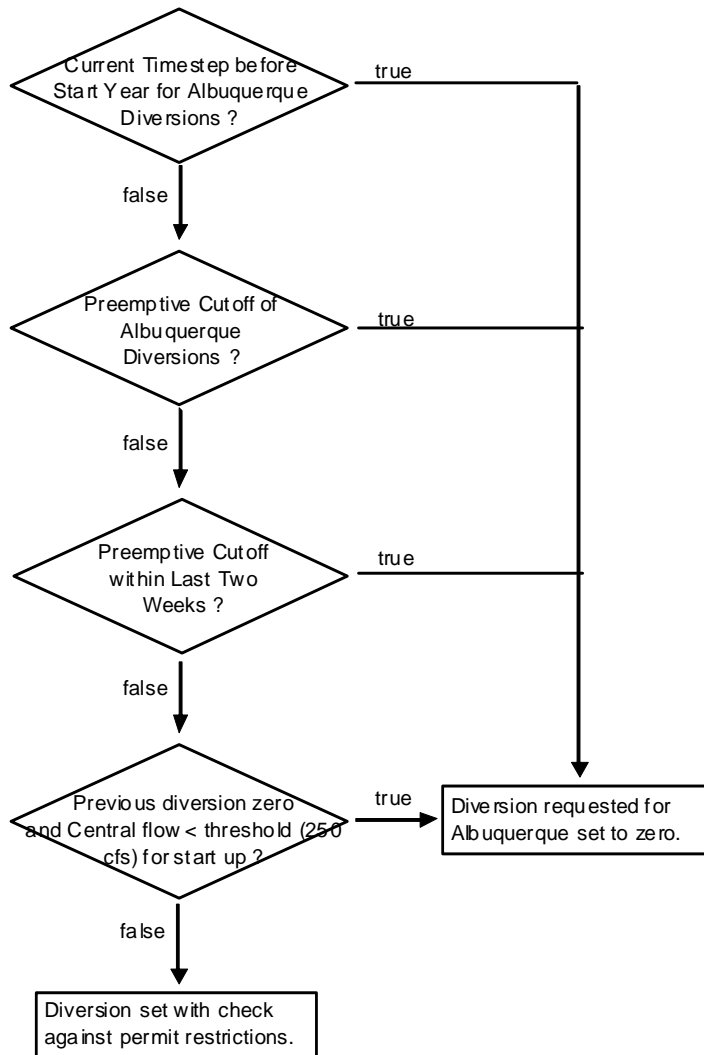 Current Timestep before
Start Year for Albuquerque
Diversions ?
true
false
Preemptive Cutoff of
Albuquerque
Diversions ?
true
false
Preemptive Cutoff
within Last Two
Weeks ?
true
false
Previous diversion zero
and Central flow < threshold (250
cfs) for start up ?
true
Diversion requested for
Albuquerque set to zero.
false
Diversion set with check
against permit restrictions.